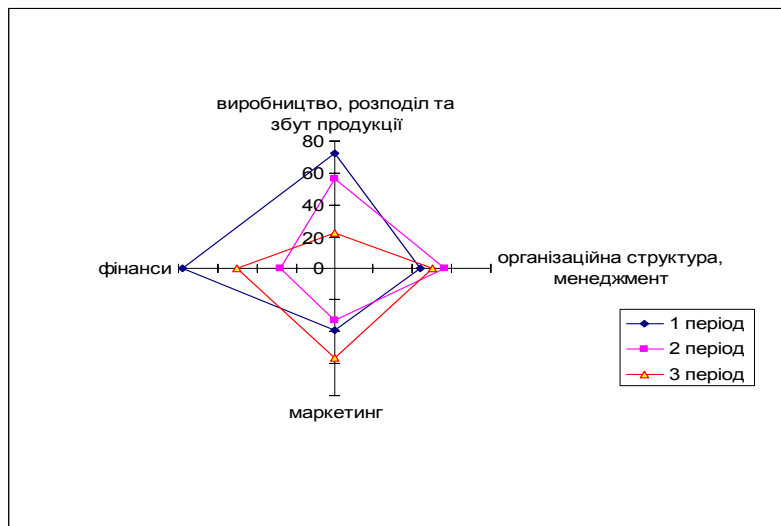 виробництво, розподіл та
збут продукції
80
60
40
20
0
фінанси
організаційна структура,
менеджмент
маркетинг
1 період
2 період
3 період